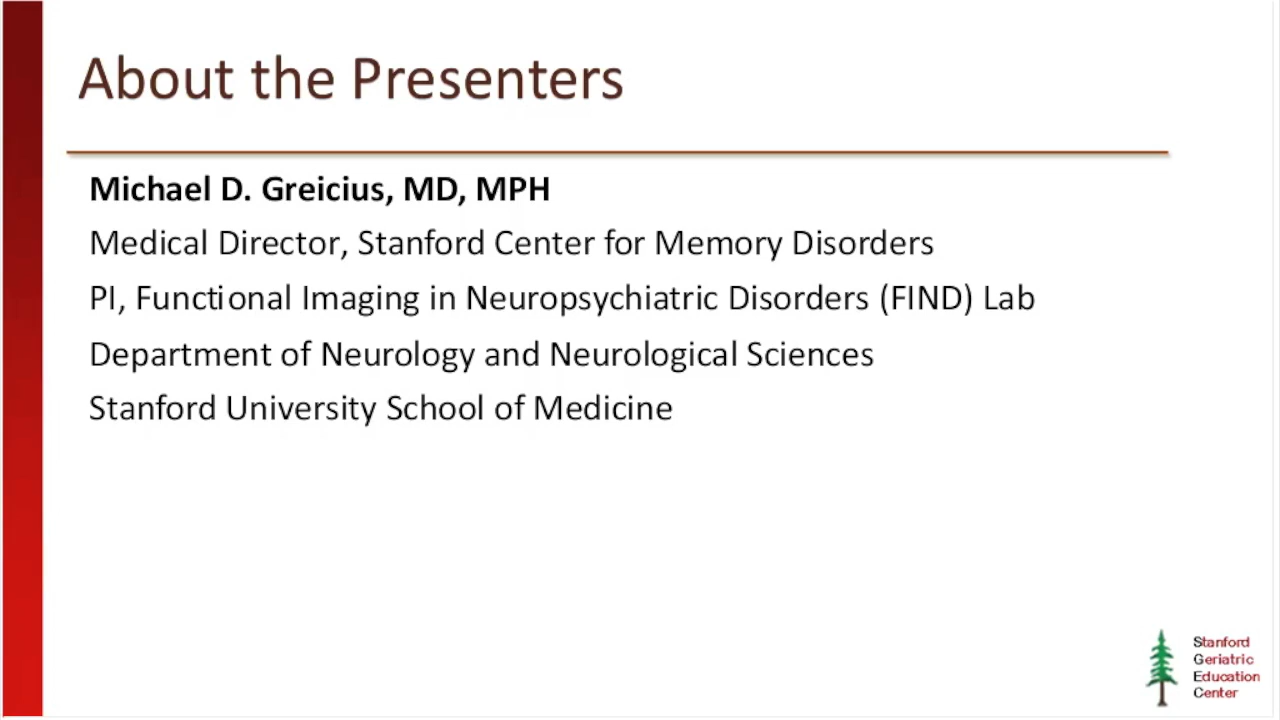 About the Presenters
Michael D. Greicius, MD, MPH
Medical Director, Stanford Center for Memory Disorders
PI, Functional Imaging in Neuropsychiatric Disorders (FIND) Lab
Department of Neurology and Neurological Sciences
Stanford University School of Medicine
Stanford
Geriatric
Education
Center